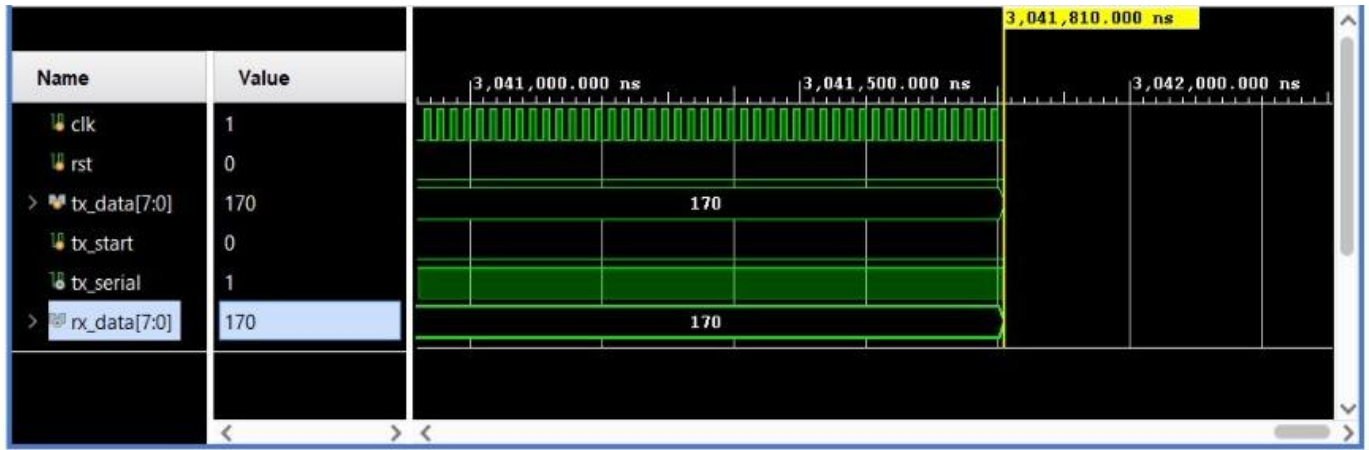 3,041,810.000 ns
Name Value
3,041,000.000 ns 3,041,500.000 ns 3,042,000.000 ns
clk 1
rst 0
tx_data[7:0] 170 170
tx_start 0
tx_serial 1
rx_data[7:0] 170 170